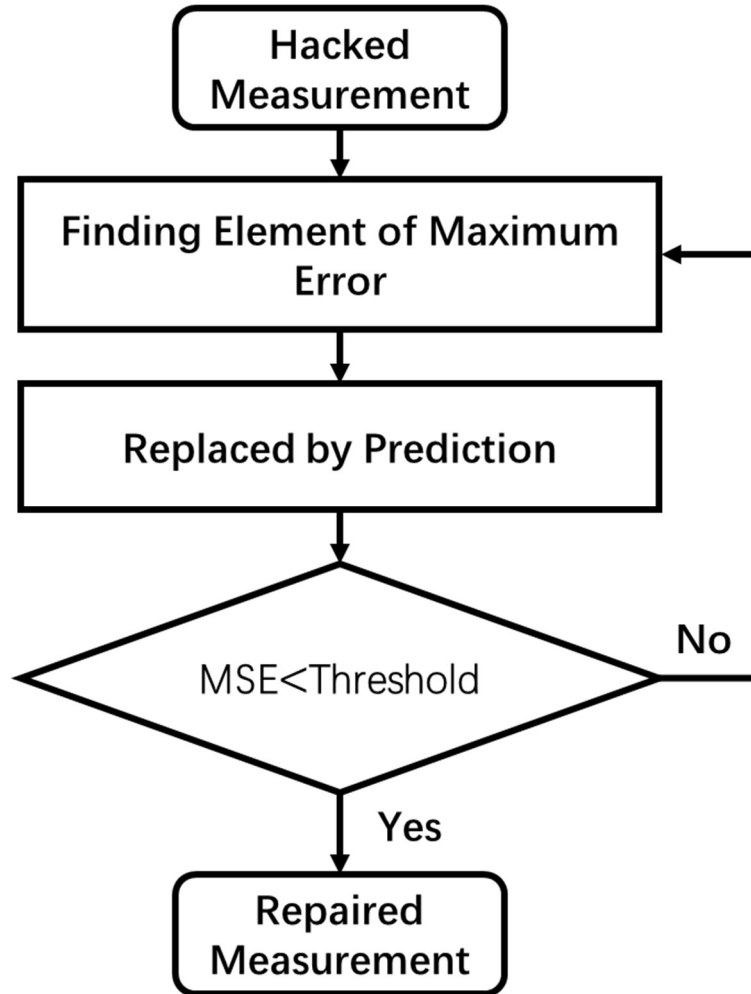 Hacked
Measurement
Finding Element of Maximum
Error
Replaced by Prediction
MSE<Threshold
No
Yes
Repaired
Measurement